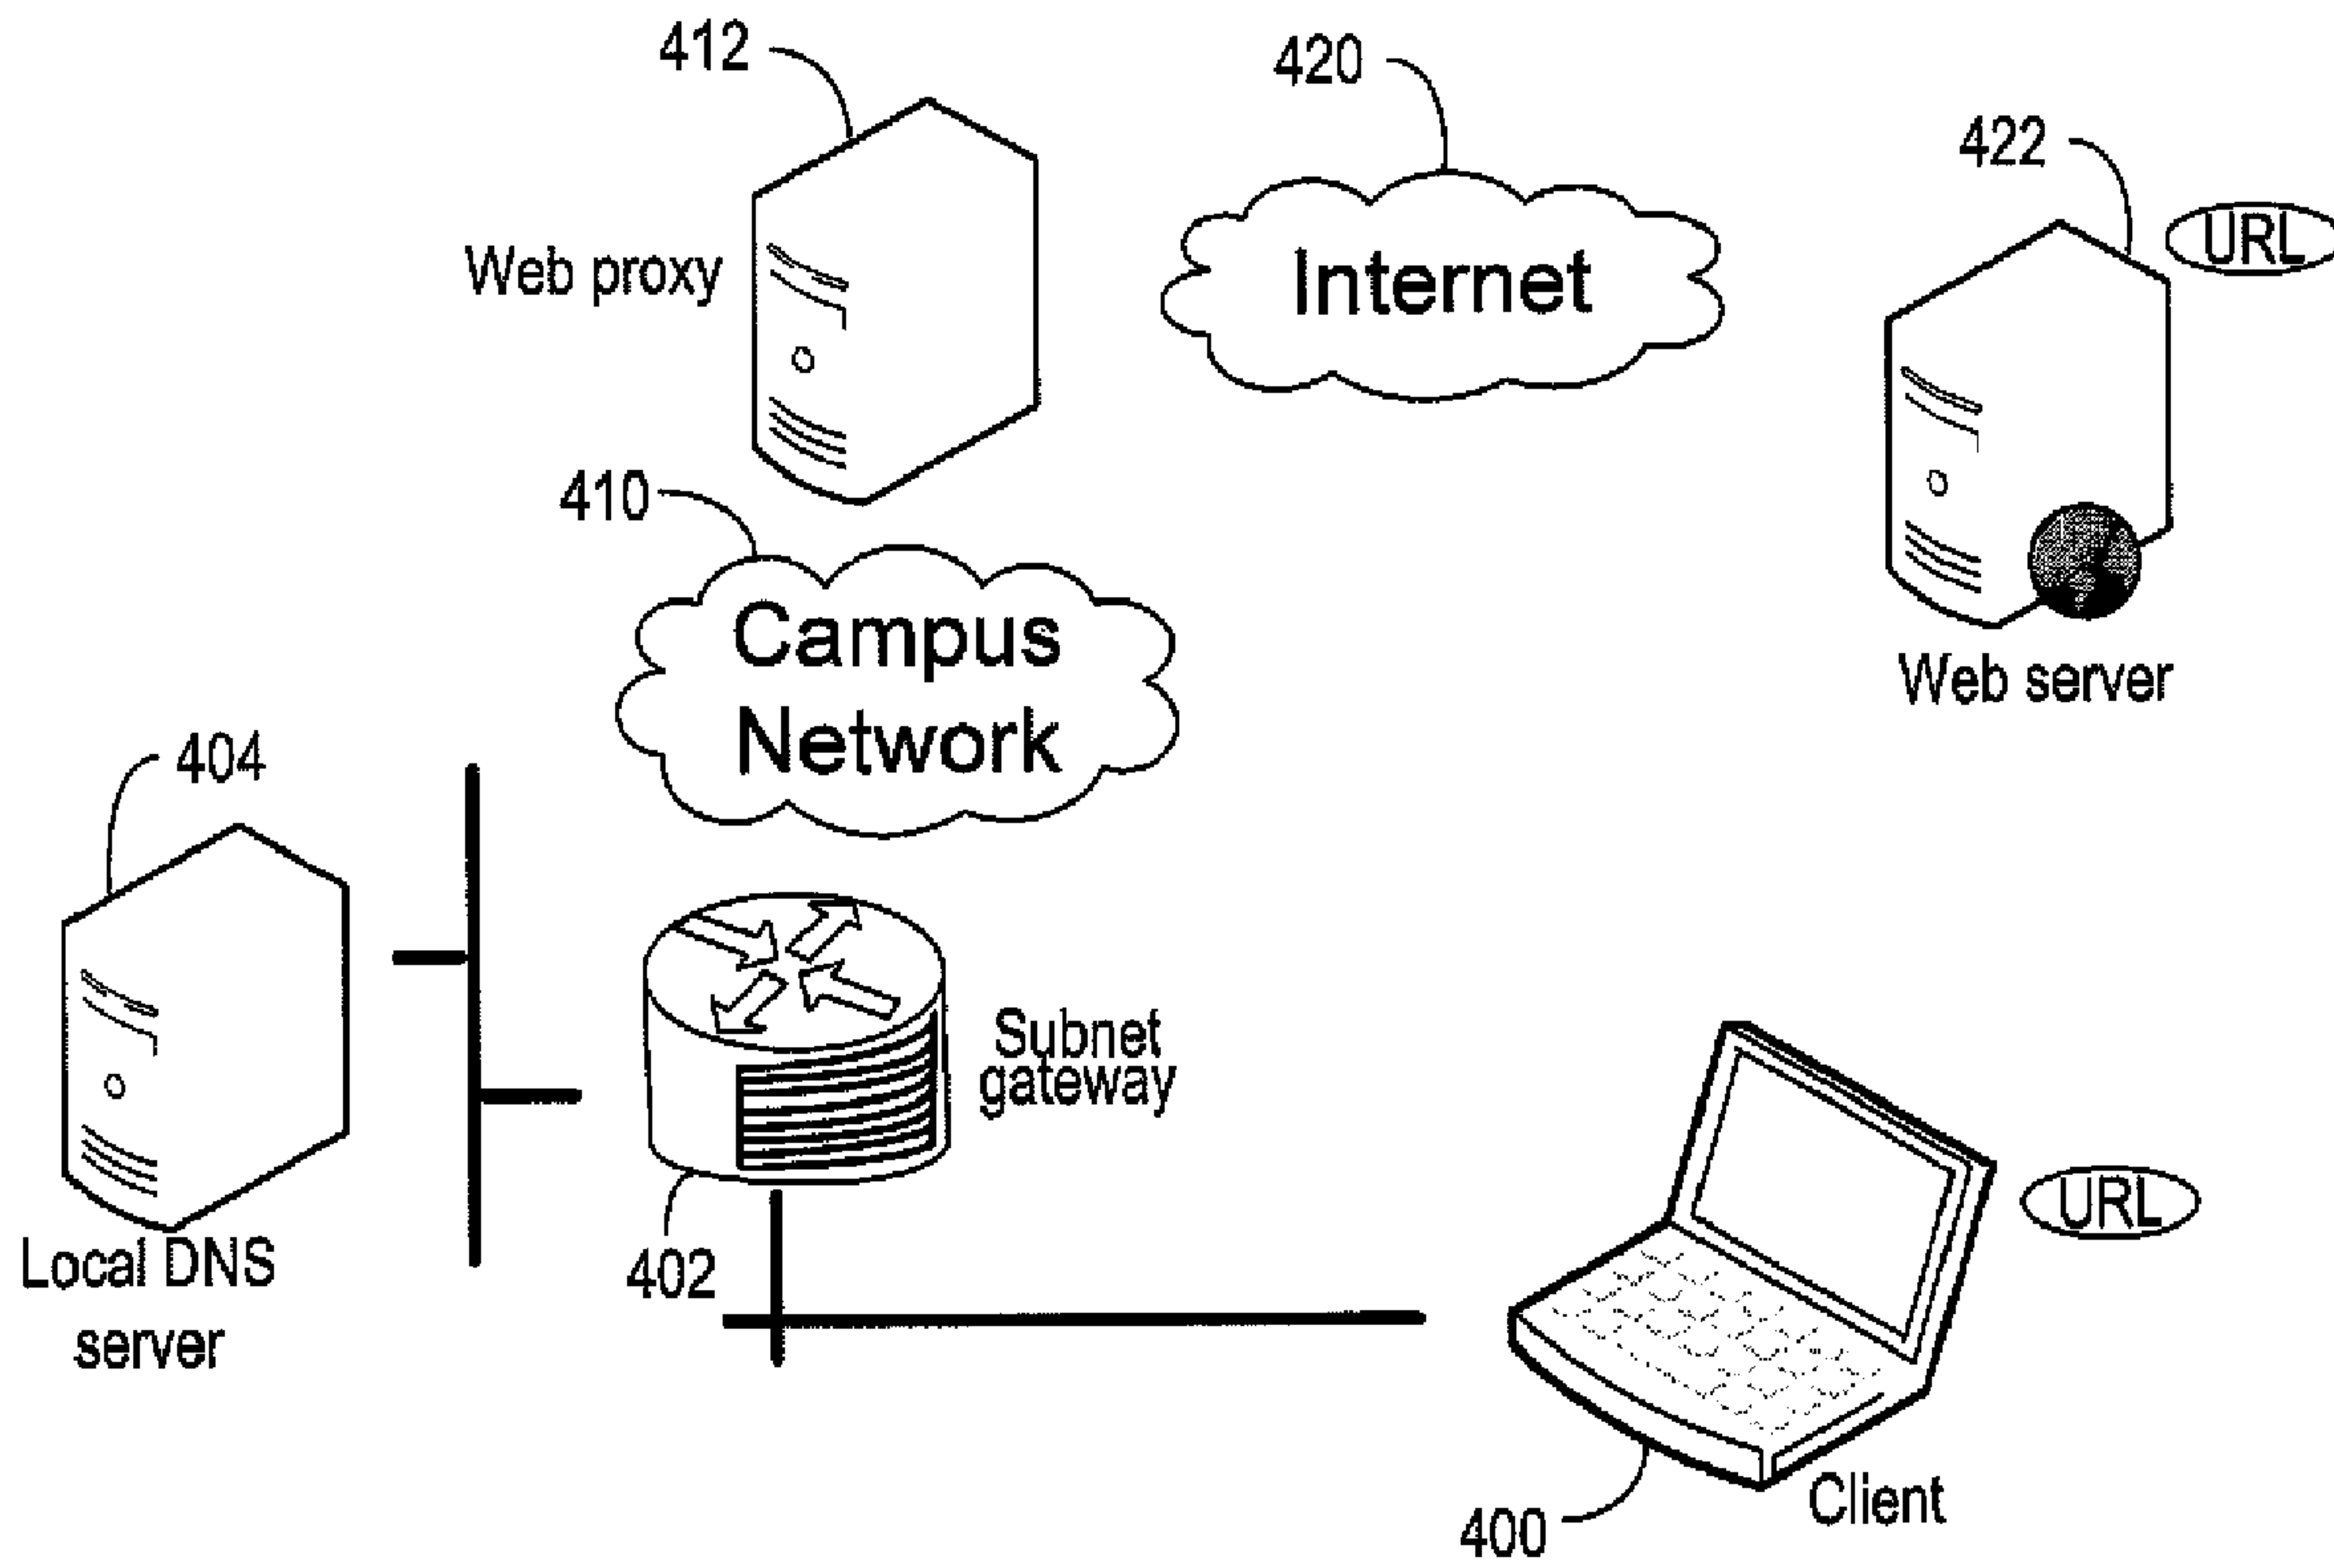 412
420
422
URL
Web proxy
Internet
410
Campus
Network
Web server
404
Subnet
gateway
URL
Local DNS
server
402
Client
400